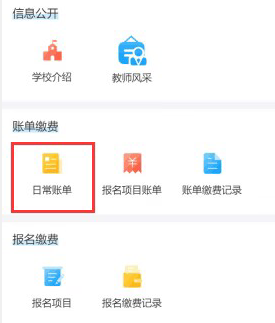 信息公开
学校介绍 教师风采
账单缴费
日常账单 报名项目账单 账单缴费记录
报名缴费
报名项目 报名缴费记录